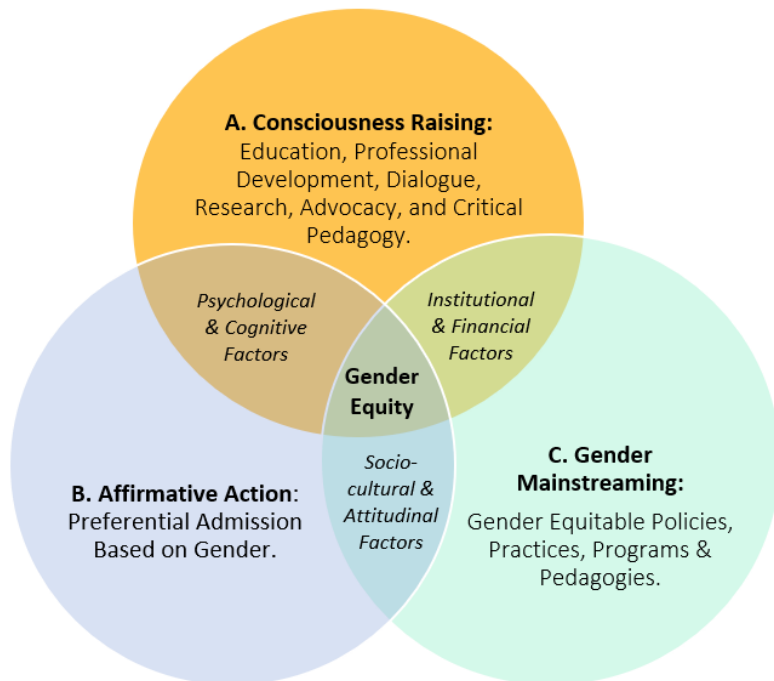 A. Consciousness Raising:
Education, Professional
Development, Dialogue,
Research, Advocacy, and Critical
Pedagogy.
Psychological
& Cognitive
Factors
Institutional
& Financial
Factors
Gender
Equity
B. Affirmative Action:
Preferential Admission
Based on Gender.
Socio-
cultural &
Attitudinal
Factors
C. Gender
Mainstreaming:
Gender Equitable Policies,
Practices, Programs &
Pedagogies.